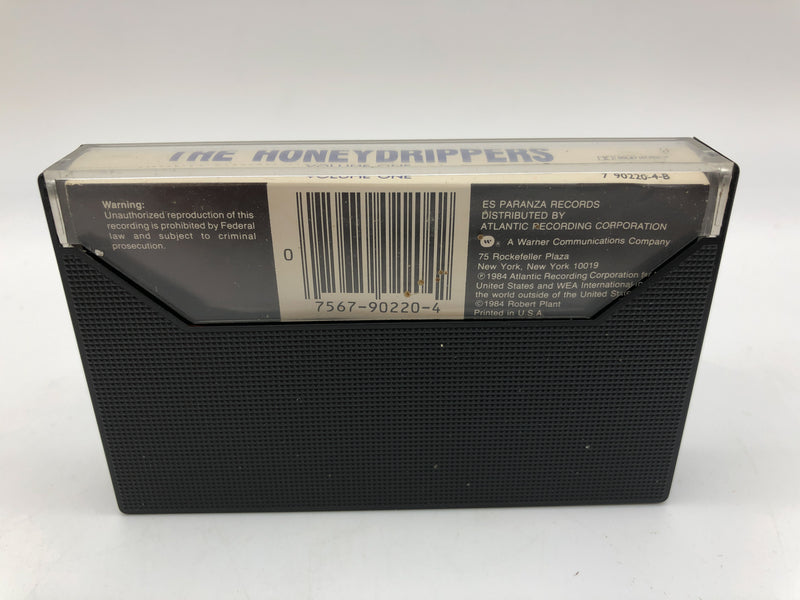 THE HONEYDRIPPERS
VOLUME ONE
VOLUME ONE
7 90220-4-B
Warning:
Unauthorized reproduction of this
recording is prohibited by Federal
law and subject to criminal
prosecution.
0
7567-90220-4
ES PARANZA RECORDS
DISTRIBUTED BY
ATLANTIC RECORDING CORPORATION
w A Warner Communications Company
75 Rockefeller Plaza
New York, New York 10019
℗1984 Atlantic Recording Corporation for
United States and WEA International
the world outside of the United
©1984 Robert Plant
Printed in U.S.A.